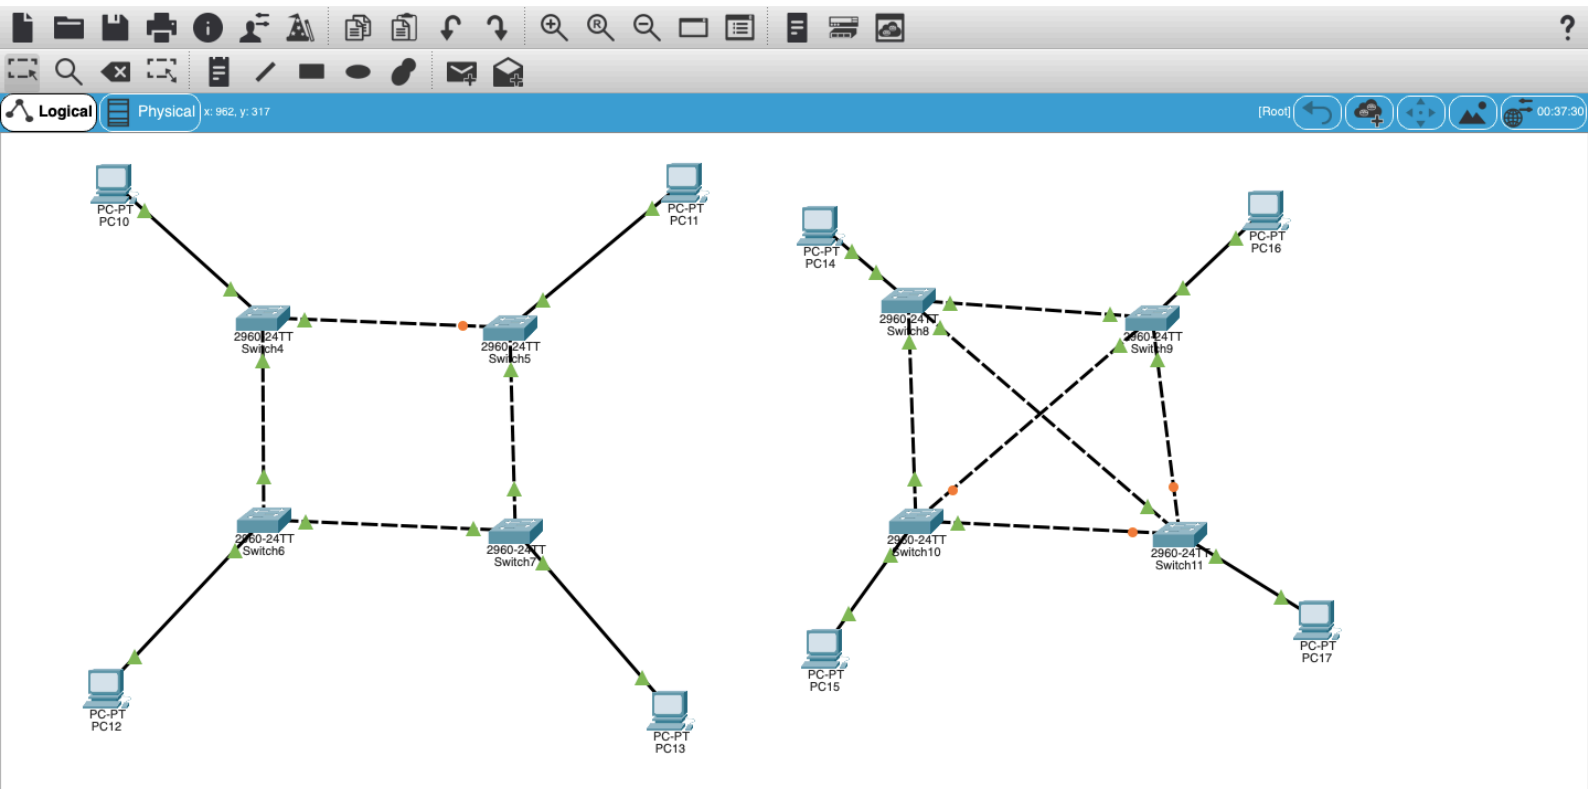 ?
R
Logical
Physical
x: 962, y: 317
[Root]
00:37:30
PC-PT
PC10
PC-PT
PC11
PC-PT
PC14
PC-PT
PC16
2960-24TT
Switch4
2960-24TT
Switch5
2960-24TT
Switch8
2960-24TT
Switch9
2960-24TT
Switch6
2960-24TT
Switch7
2960-24TT
Switch10
2960-24TT
Switch11
PC-PT
PC12
PC-PT
PC13
PC-PT
PC15
PC-PT
PC17